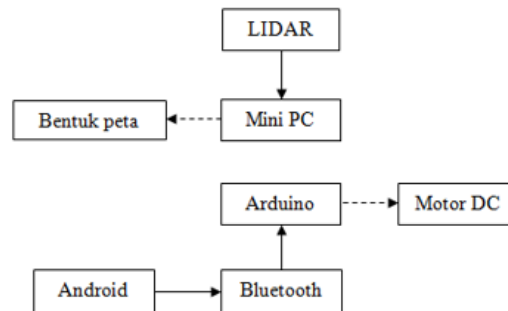 LIDAR
Bentuk peta
Mini PC
Arduino
Motor DC
Android
Bluetooth